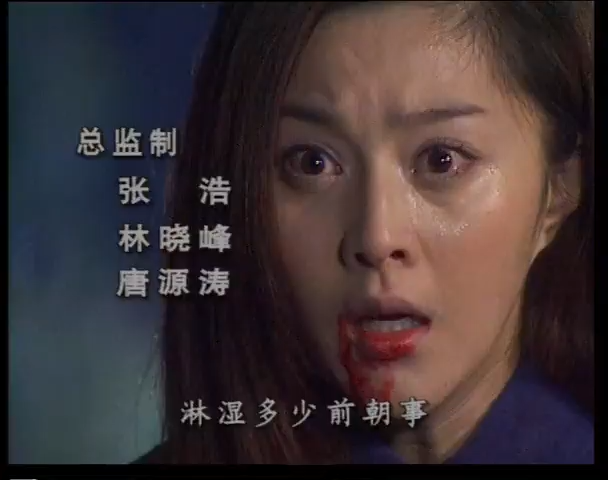 总监制
张 浩
林晓峰
唐源涛
淋湿多少前朝事